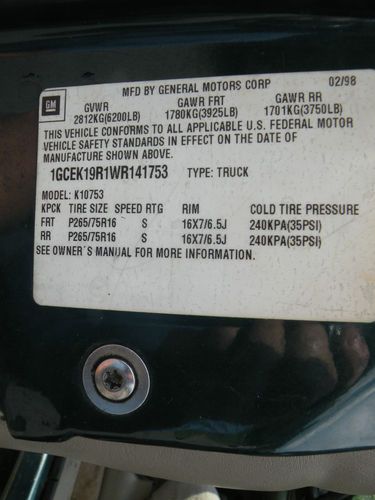 MFD BY GENERAL MOTORS CORP 02/98
GM
GVWR GAWR FRT GAWR RR
2812KG(6200LB) 1780KG(3925LB) 1701KG(3750LB)
THIS VEHICLE CONFORMS TO ALL APPLICABLE U.S. FEDERAL MOTOR
VEHICLE SAFETY STANDARDS IN EFFECT ON THE DATE OF
MANUFACTURE SHOWN ABOVE.
1GCEK19R1WR141753 TYPE: TRUCK
MODEL: K10753
KPCK TIRE SIZE SPEED RTG RIM COLD TIRE PRESSURE
FRT P265/75R16 S 16X7/6.5J 240KPA(35PSI)
RR P265/75R16 S 16X7/6.5J 240KPA(35PSI)
SEE OWNER'S MANUAL FOR MORE INFORMATION.